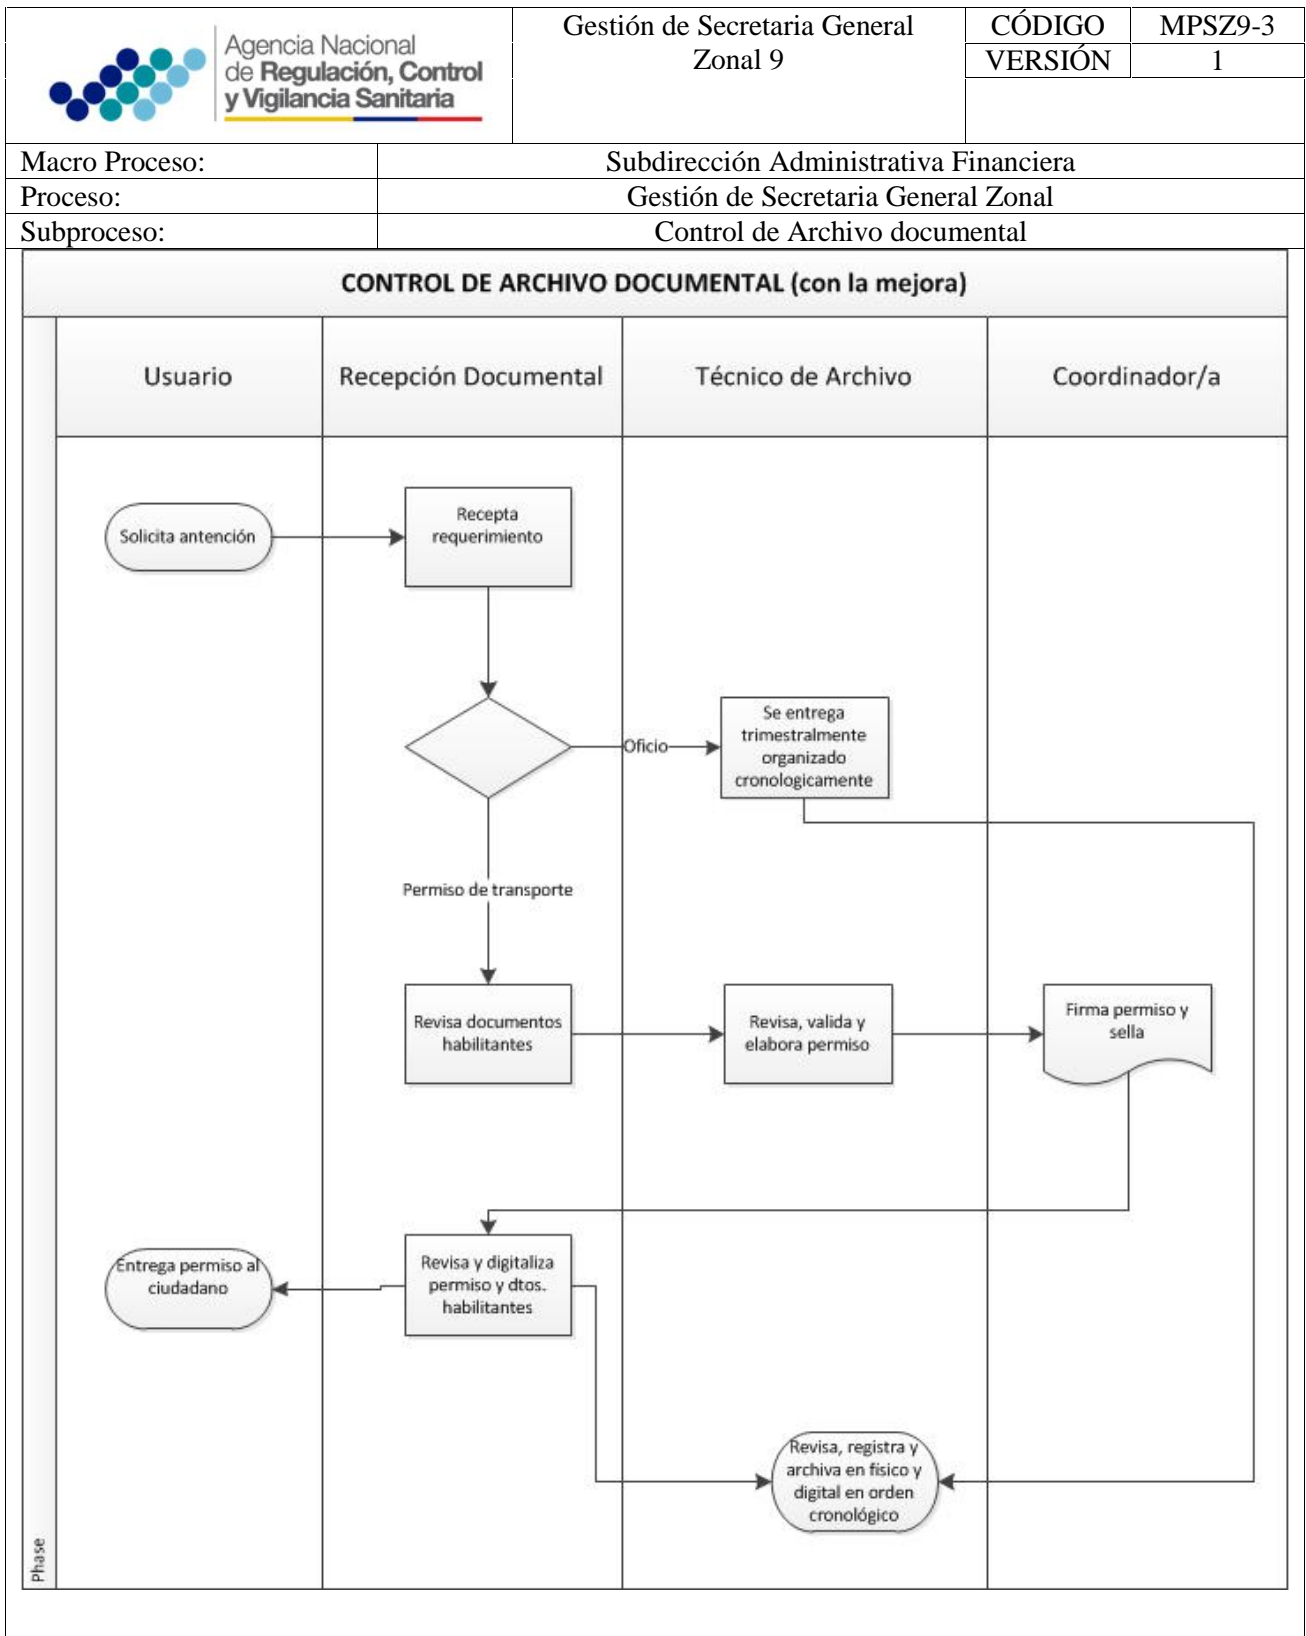 Agencia Nacional
de Regulación, Control
y Vigilancia Sanitaria
Gestión de Secretaria General
Zonal 9
CÓDIGO
MPSZ9-3
VERSIÓN
1
Macro Proceso:
Subdirección Administrativa Financiera
Proceso:
Gestión de Secretaria General Zonal
Subproceso:
Control de Archivo documental
CONTROL DE ARCHIVO DOCUMENTAL (con la mejora)
Usuario
Recepción Documental
Técnico de Archivo
Coordinador/a
Solicita antención
Recepta
requerimiento
Oficio
Se entrega
trimestralmente
organizado
cronologicamente
Permiso de transporte
Revisa documentos
habilitantes
Revisa, valida y
elabora permiso
Firma permiso y
sella
Entrega permiso al
ciudadano
Revisa y digitaliza
permiso y dtos.
habilitantes
Revisa, registra y
archiva en físico y
digital en orden
cronológico
Phase